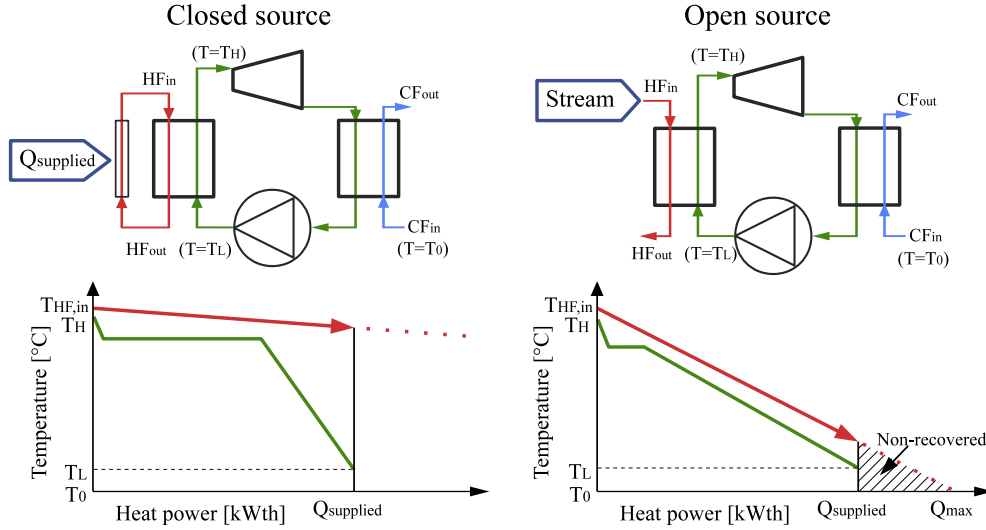 Closed source
(T=TH)
HFin
CFout
Qsupplied
HFout
(T=TL)
CFin
(T=T0)
THF,in
TH
Temperature [°C]
TL
T0
Heat power [kWth]
Qsupplied
Open source
(T=TH)
Stream
HFin
CFout
HFout
(T=TL)
CFin
(T=T0)
THF,in
TH
Temperature [°C]
Non-recovered
TL
T0
Heat power [kWth]
Qsupplied
Qmax